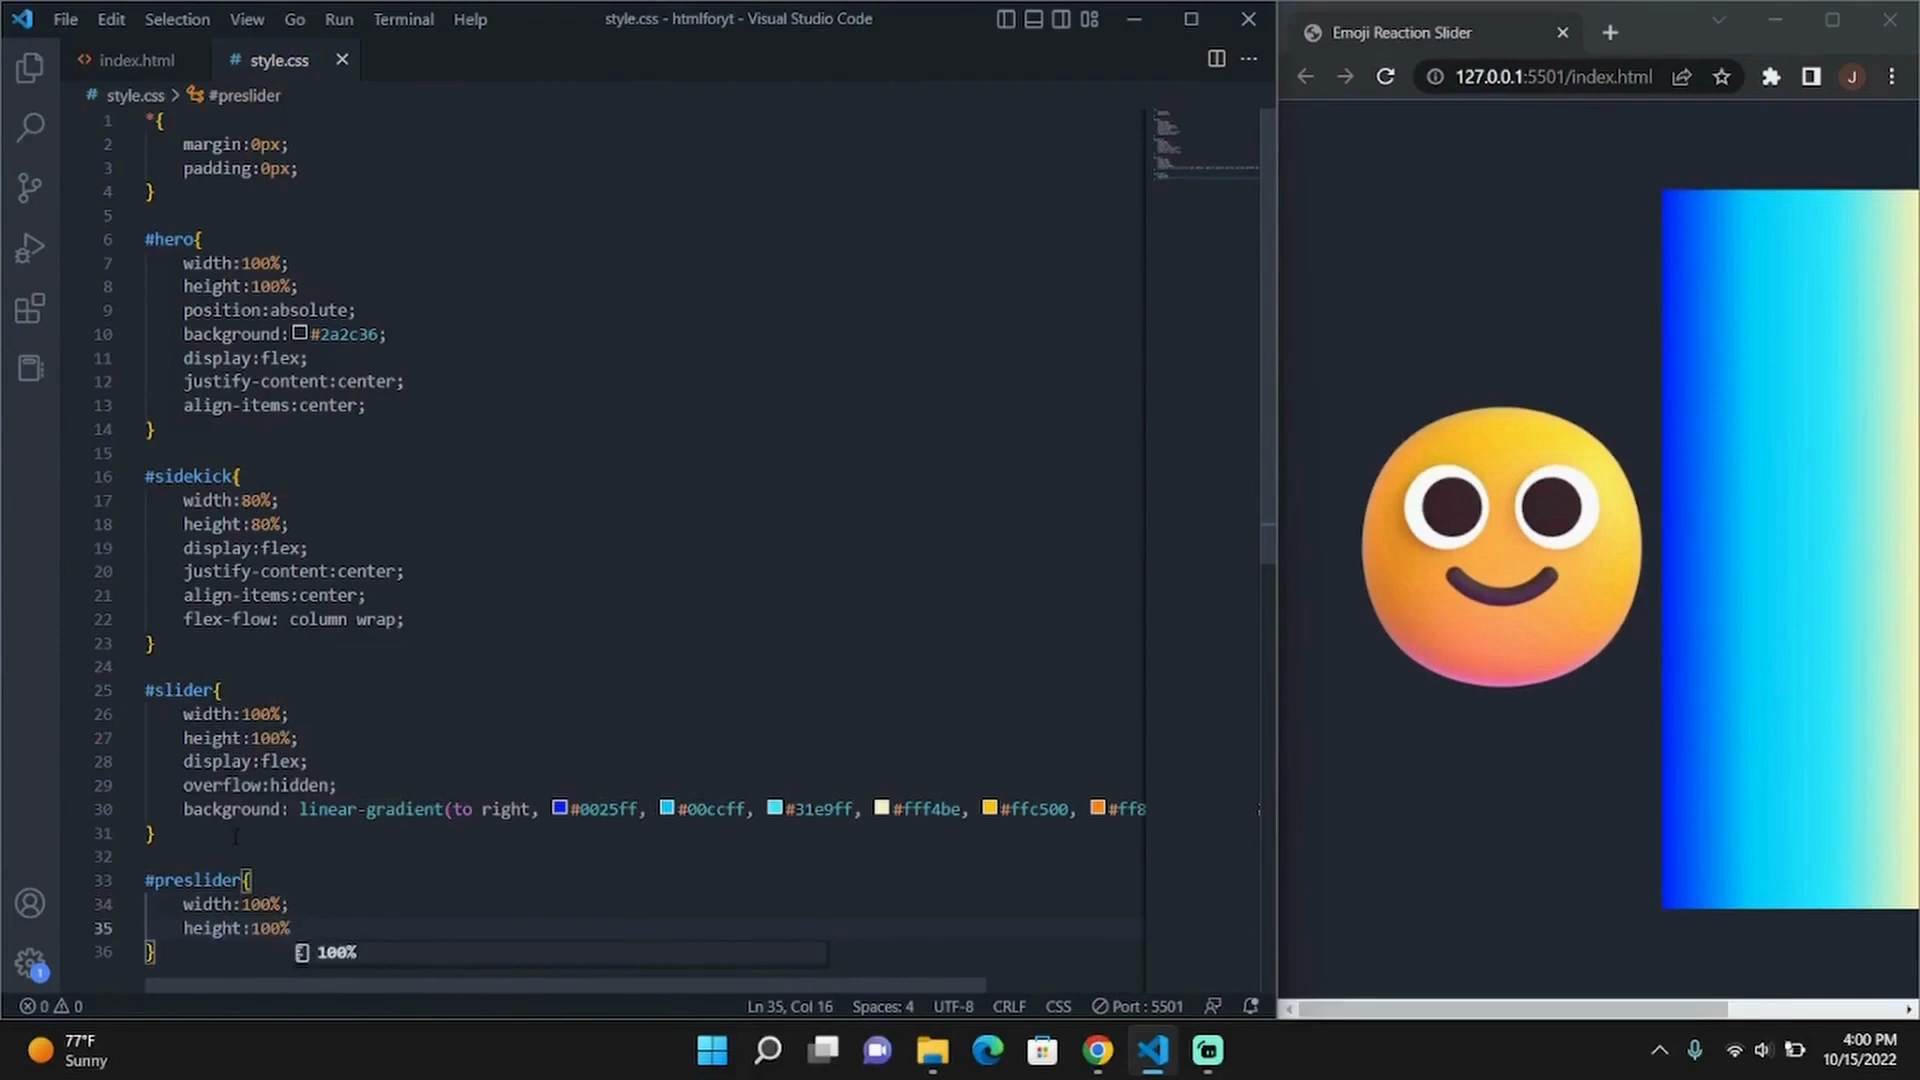 File Edit Selection View Go Run Terminal Help style.css - htmlforyt - Visual Studio Code
<> index.html # style.css
# style.css > #preslider
1 *{
2 margin:0px;
3 padding:0px;
4 }
5
6 #hero{
7 width:100%;
8 height:100%;
9 position:absolute;
10 background:#2a2c36;
11 display:flex;
12 justify-content:center;
13 align-items:center;
14 }
15
16 #sidekick{
17 width:80%;
18 height:80%;
19 display:flex;
20 justify-content:center;
21 align-items:center;
22 flex-flow: column wrap;
23 }
24
25 #slider{
26 width:100%;
27 height:100%;
28 display:flex;
29 overflow:hidden;
30 background: linear-gradient(to right, #0025ff, #00ccff, #31e9ff, #fff4be, #ffc500, #ff8
31 }
32
33 #preslider{
34 width:100%;
35 height:100%
36 }
100%
1
0 0 Ln 35, Col 16 Spaces: 4 UTF-8 CRLF CSS Port : 5501
Emoji Reaction Slider
127.0.0.1:5501/index.html
J
77°F
Sunny
4:00 PM
10/15/2022